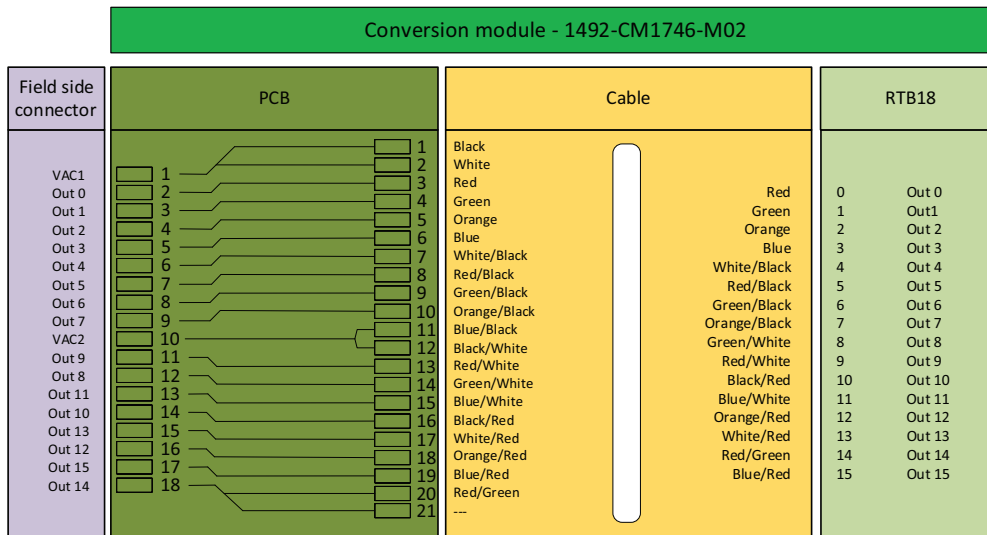 Conversion module - 1492-CM1746-M02
Field side connector
PCB
Cable
RTB18
VAC1
Out 0
Out 1
Out 2
Out 3
Out 4
Out 5
Out 6
Out 7
VAC2
Out 9
Out 8
Out 11
Out 10
Out 13
Out 12
Out 15
Out 14
1
2
3
4
5
6
7
8
9
10
11
12
13
14
15
16
17
18
1
2
3
4
5
6
7
8
9
10
11
12
13
14
15
16
17
18
19
20
21
Black
White
Red
Green
Orange
Blue
White/Black
Red/Black
Green/Black
Orange/Black
Blue/Black
Black/White
Red/White
Green/White
Blue/White
Black/Red
White/Red
Orange/Red
Blue/Red
Red/Green
---
Red
Green
Orange
Blue
White/Black
Red/Black
Green/Black
Orange/Black
Green/White
Red/White
Black/Red
Blue/White
Orange/Red
White/Red
Red/Green
Blue/Red
0 Out 0
1 Out1
2 Out 2
3 Out 3
4 Out 4
5 Out 5
6 Out 6
7 Out 7
8 Out 8
9 Out 9
10 Out 10
11 Out 11
12 Out 12
13 Out 13
14 Out 14
15 Out 15